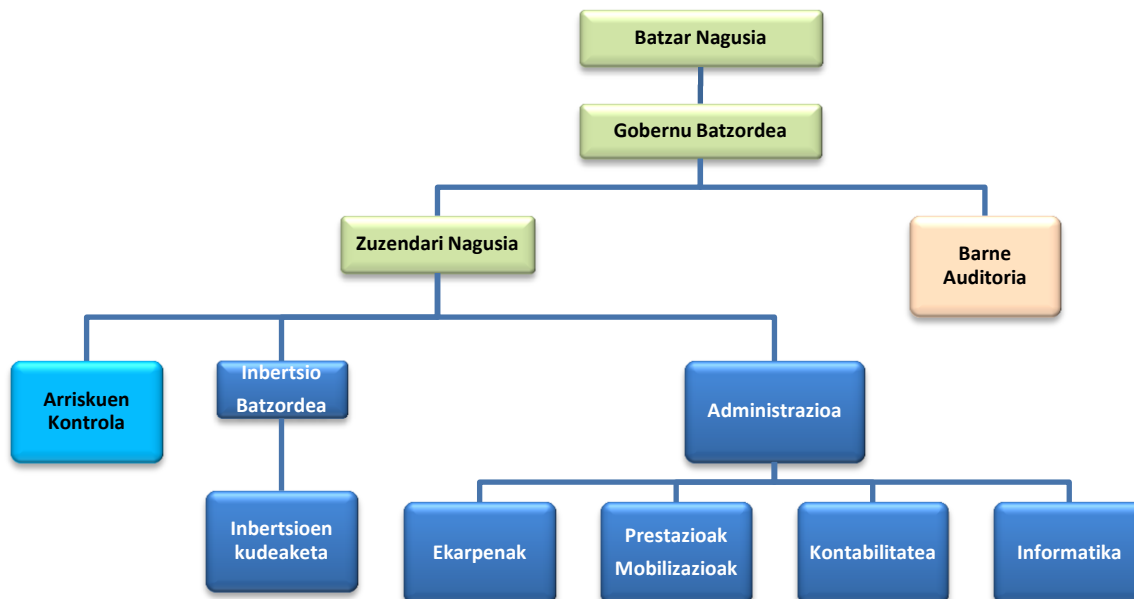 Batzar Nagusia
Gobernu Batzordea
Zuzendari Nagusia
Barne
Auditoria
Arriskuen
Kontrola
Inbertsio
Batzordea
Administrazioa
Inbertsioen
kudeaketa
Ekarpenak
Prestazioak
Mobilizazioak
Kontabilitatea
Informatika